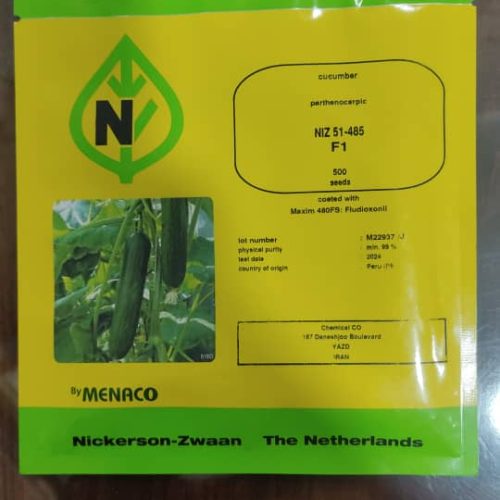 N
cucumber
parthenocarpic
NIZ 51-485
F1
500
seeds
coated with
Maxim 480FS: Fludioxonil
lot number : M22937
physical purity : min. 99 %
test date : 2024
country of origin : Peru
Chemical CO
187 Daneshjoo Boulevard
YAZD
IRAN
By MENACO
Nickerson-Zwaan The Netherlands